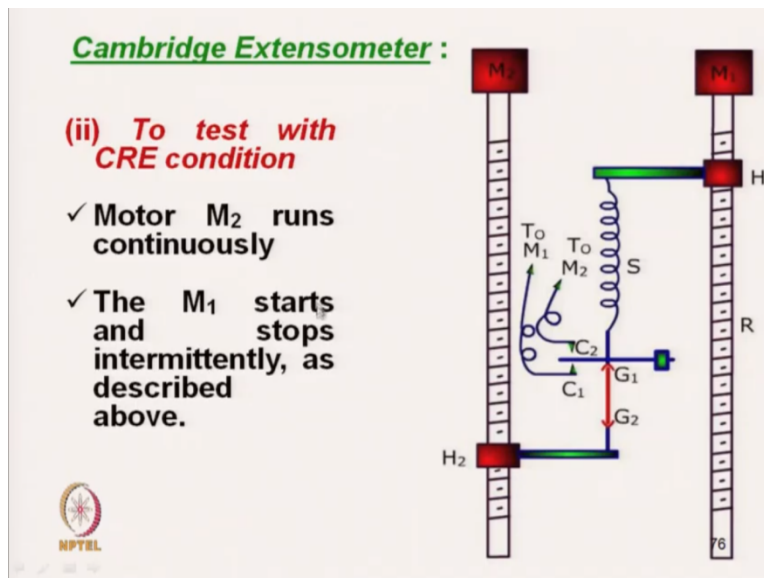 Cambridge Extensometer :
(ii) To test with
CRE condition
✓ Motor M2 runs
continuously
✓ The M1 starts
and stops
intermittently, as
described
above.
M2
M1
H
To
M1
To
M2
S
R
C2
C1
G1
G2
H2
76
NPTEL